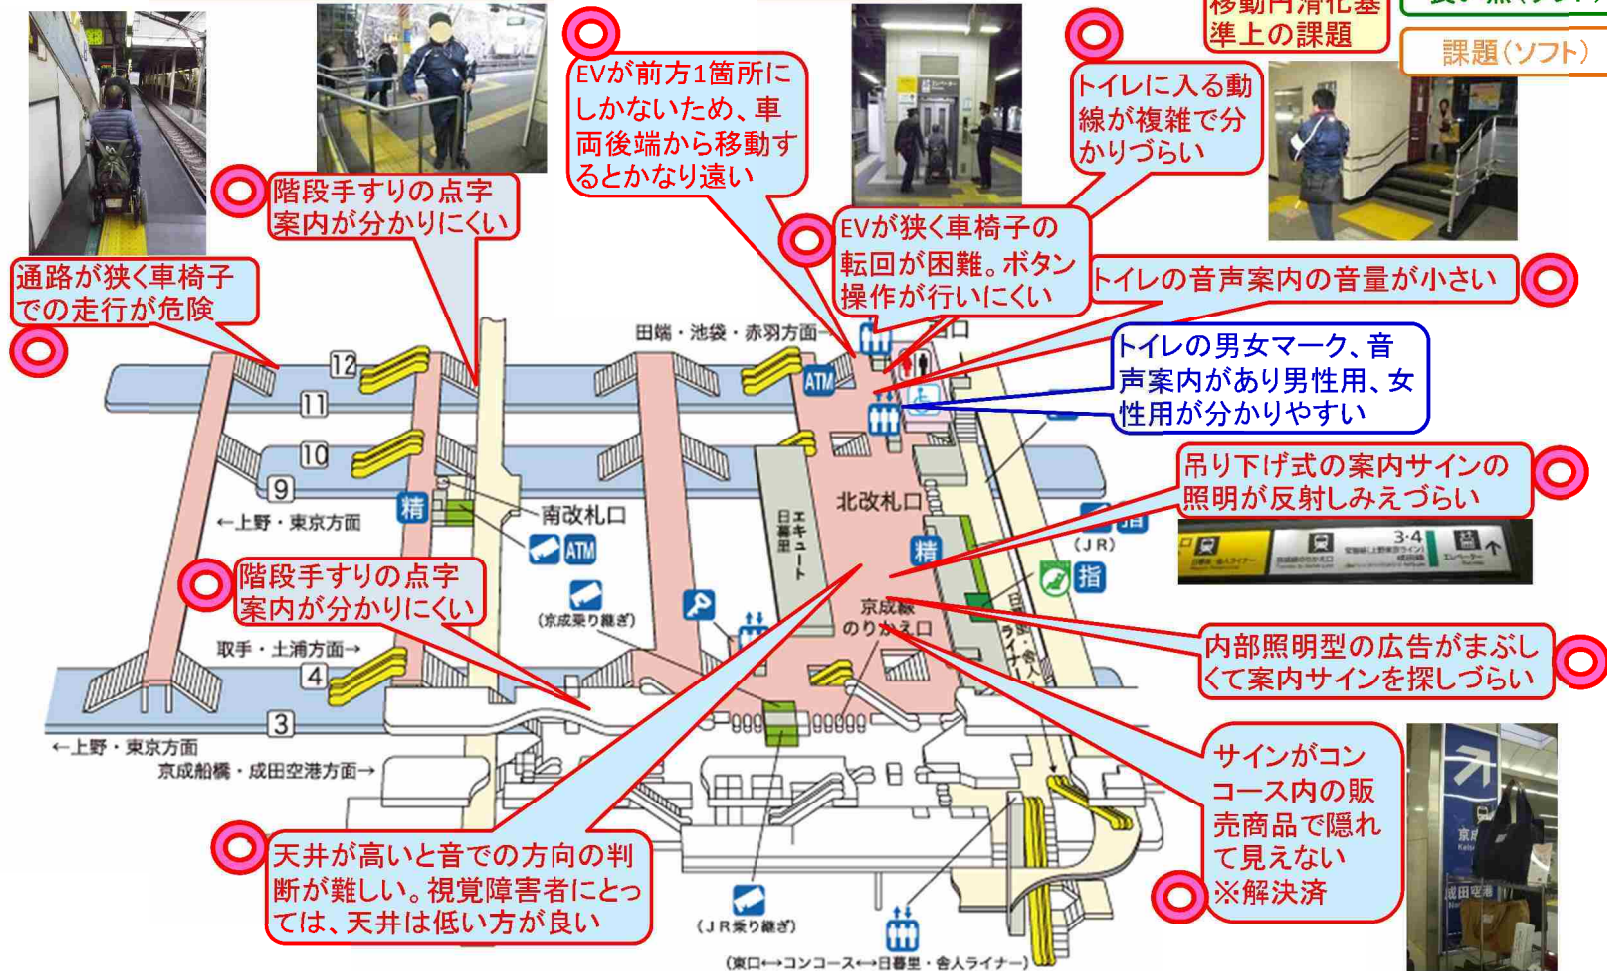 移動円滑化基
準上の課題
課題(ソフト)
EVが前方1箇所に
しかないため、車
両後端から移動す
るとかなり遠い
トイレに入る動
線が複雑で分
かりづらい
階段手すりの点字
案内が分かりにくい
EVが狭く車椅子の
転回が困難。ボタン
操作が行いにくい
通路が狭く車椅子
での走行が危険
トイレの音声案内の音量が小さい
田端・池袋・赤羽方面→
トイレの男女マーク、音
声案内があり男性用、女
性用が分かりやすい
12
11
ATM
10
9
←上野・東京方面
精
南改札口
ATM
エキュート
日暮里
北改札口
精
吊り下げ式の案内サインの
照明が反射しみえづらい
指
(JR)
3・4
エレベーター
指
階段手すりの点字
案内が分かりにくい
(京成乗り継ぎ)
京成線
のりかえ口
取手・土浦方面→
4
3
内部照明型の広告がまぶし
くて案内サインを探しづらい
←上野・東京方面
京成船橋・成田空港方面→
サインがコン
コース内の販
売商品で隠れ
て見えない
※解決済
天井が高いと音での方向の判
断が難しい。視覚障害者にとっ
ては、天井は低い方が良い
(JR乗り継ぎ)
(東口↔コンコース↔日暮里・舎人ライナー)
成田空港